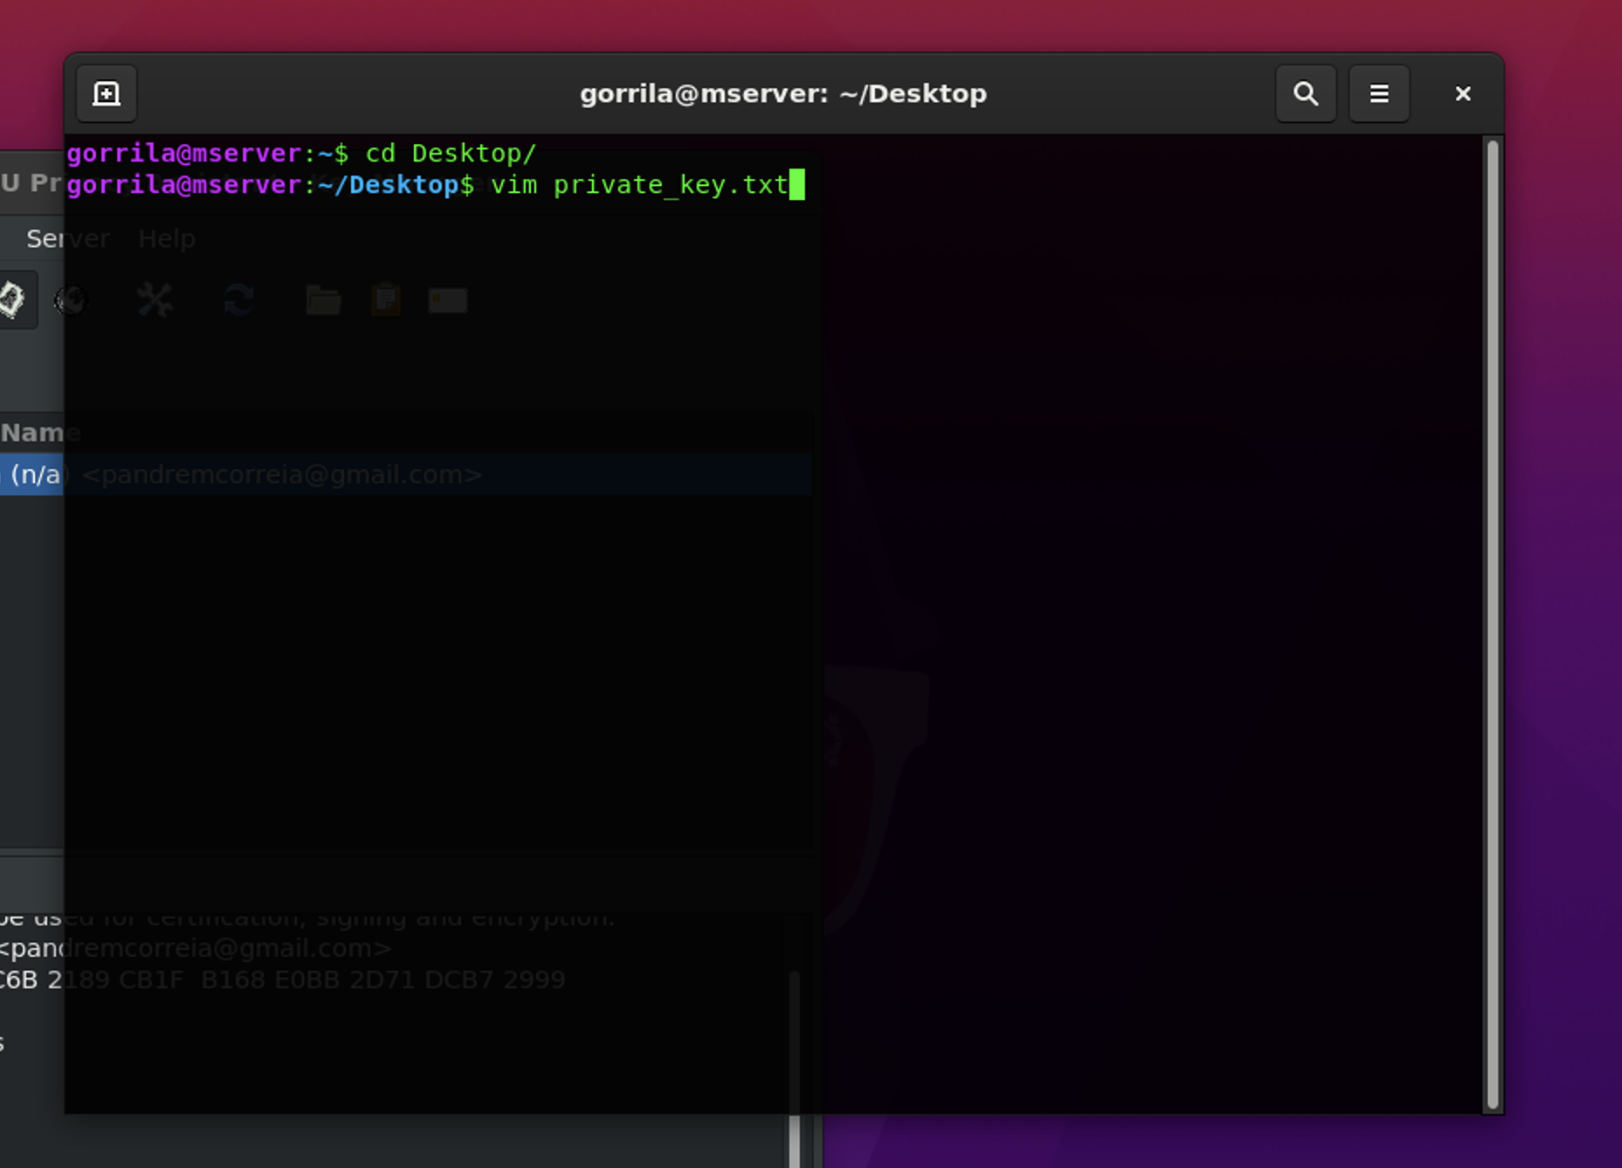 gorrila@mserver: ~/Desktop
gorrila@mserver:~$ cd Desktop/
gorrila@mserver:~/Desktop$ vim private_key.txt
U Pr
Server Help
Name
(n/a) <pandremcorreia@gmail.com>
be used for certification, signing and encryption.
<pandremcorreia@gmail.com>
C6B 2189 CB1F B168 E0BB 2D71 DCB7 2999
s